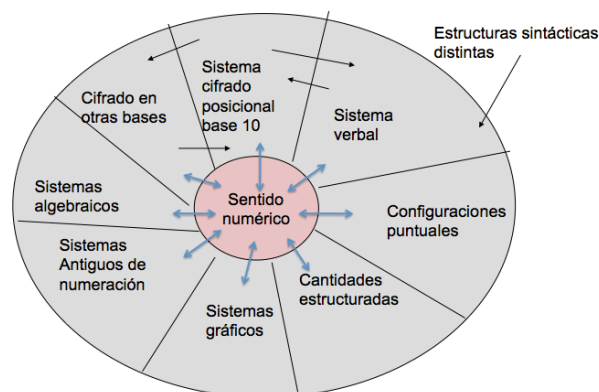 Estructuras sintácticas
distintas
Sistema
cifrado
posicional
base 10
Cifrado en
otras bases
Sistema
verbal
Sistemas
algebraicos
Sentido
numérico
Configuraciones
puntuales
Sistemas
Antiguos de
numeración
Cantidades
estructuradas
Sistemas
gráficos